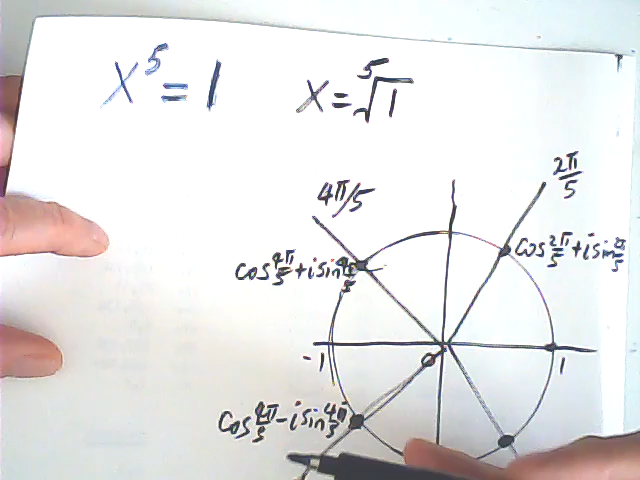 x⁵ = 1
x = ⁵√1
4π/5
2π/5
cos 4π/5 + i sin 4π/5
cos 2π/5 + i sin 2π/5
-1
1
cos 4π/5 - i sin 4π/5